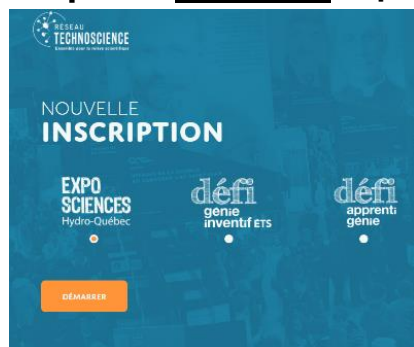 RÉSEAU
TECHNOSCIENCE
NOUVELLE
INSCRIPTION
EXPO
SCIENCES
Hydro-Québec
défi
génie
inventif ÉTS
défi
apprenti
génie
DÉMARRER